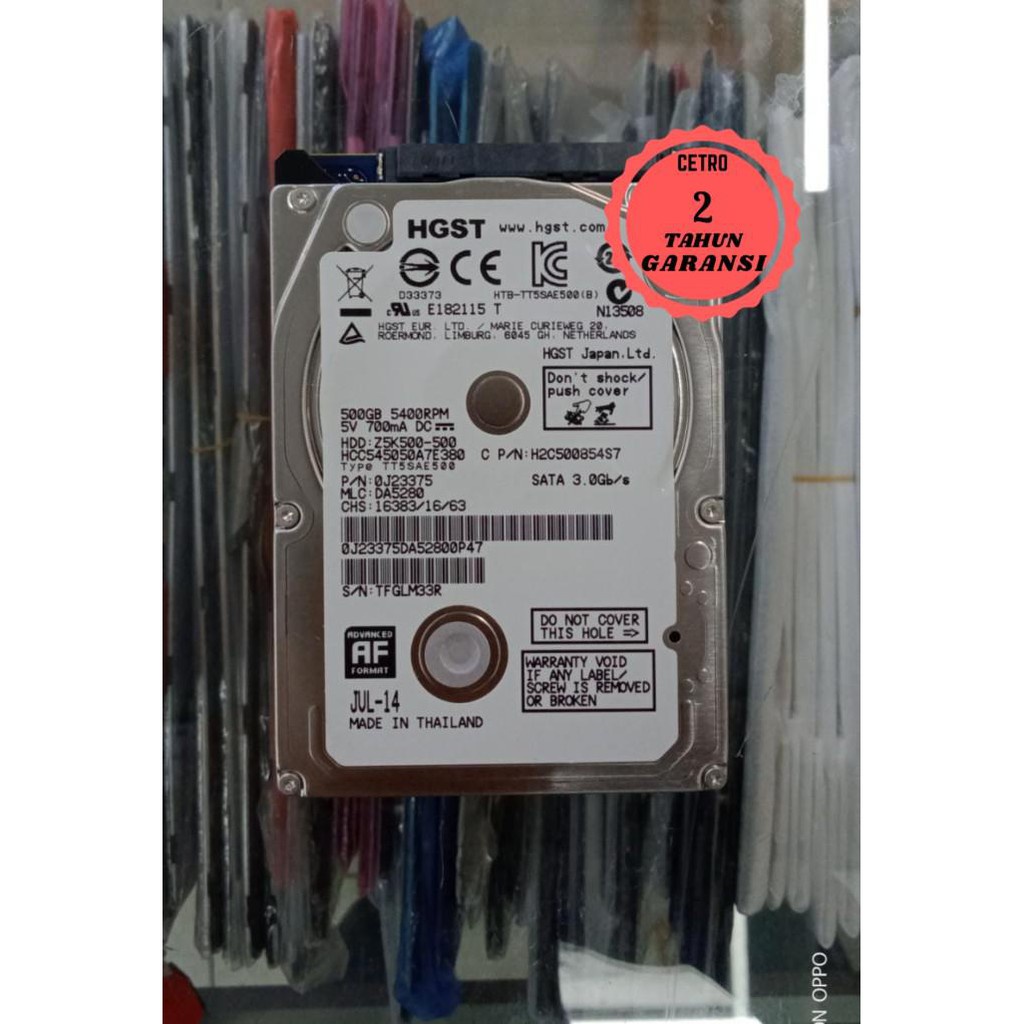 CETRO
2
TAHUN
GARANSI
HGST www.hgst.com
CE
D33373 HTB-TT5SAE500(B)
c UL us E182115 T N13508
HGST EUR. LTD. / MARIE CURIEWEG 20,
ROERMOND, LIMBURG, 6045 GH, NETHERLANDS
HGST Japan,Ltd.
Don't shock/
push cover
500GB 5400RPM
5V 700mA DC
HDD:Z5K500-500
HCC545050A7E380 C P/N:H2C500854S7
Type TT5SAE500
P/N:0J23375 SATA 3.0Gb/s
MLC:DA5280
CHS:16383/16/63
0J23375DA52800P47
S/N:TFGLM33R
DO NOT COVER
THIS HOLE =>
ADVANCED
AF
FORMAT
WARRANTY VOID
IF ANY LABEL/
SCREW IS REMOVED
OR BROKEN
JUL-14
MADE IN THAILAND
ON OPPO